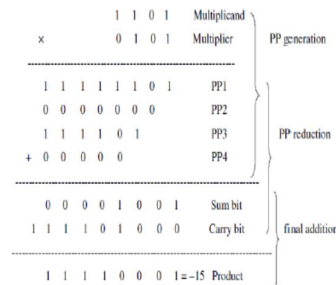 1 1 0 1 Multiplicand
x 0 1 0 1 Multiplier PP generation
1 1 1 1 1 1 0 1 PP1
0 0 0 0 0 0 0 PP2
1 1 1 1 0 1 PP3 PP reduction
+ 0 0 0 0 0 PP4
0 0 0 0 1 0 0 1 Sum bit
1 1 1 1 0 1 0 0 0 Carry bit final addition
1 1 1 1 0 0 0 1 = -15 Product